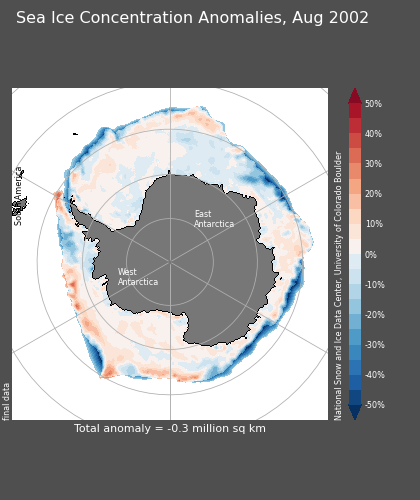 Sea Ice Concentration Anomalies, Aug 2002
South America
East
Antarctica
West
Antarctica
final data
50%
40%
30%
20%
10%
0%
-10%
-20%
-30%
-40%
-50%
National Snow and Ice Data Center, University of Colorado Boulder
Total anomaly = -0.3 million sq km